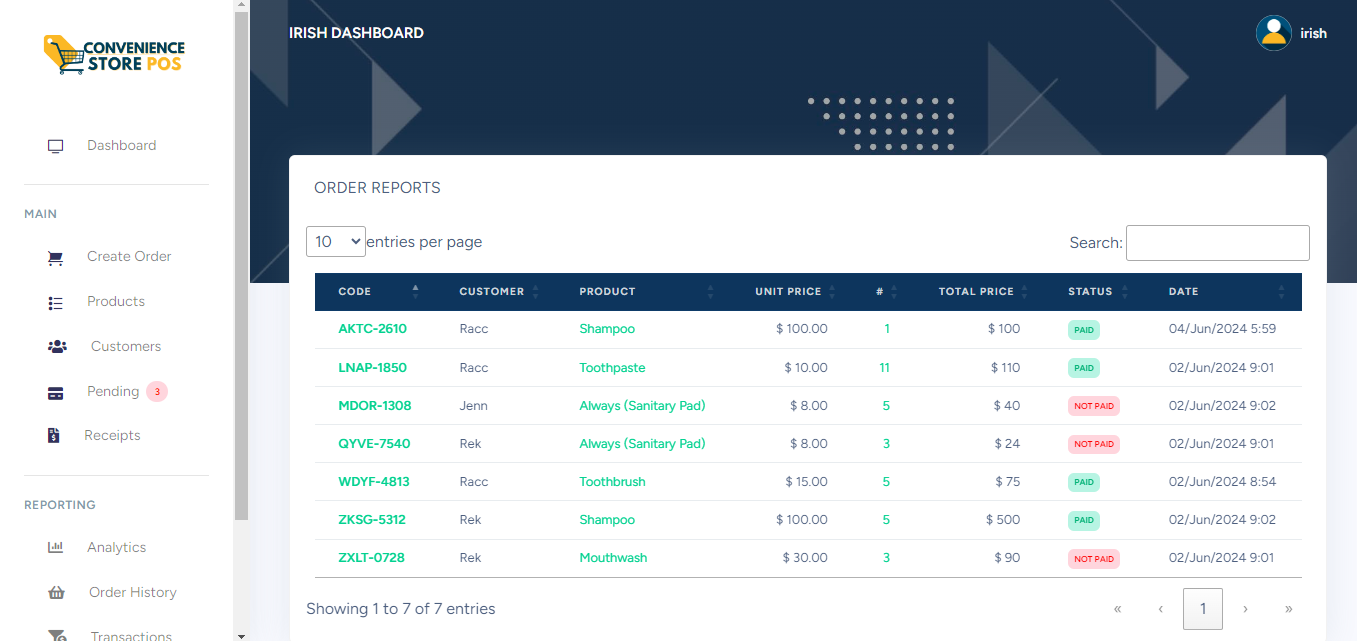 CONVENIENCE
STORE POS
IRISH DASHBOARD
irish
Dashboard
MAIN
Create Order
Products
Customers
Pending 3
Receipts
REPORTING
Analytics
Order History
Transactions
ORDER REPORTS
10 entries per page
Search:
CODE CUSTOMER PRODUCT UNIT PRICE # TOTAL PRICE STATUS DATE
AKTC-2610 Racc Shampoo $ 100.00 1 $ 100 PAID 04/Jun/2024 5:59
LNAP-1850 Racc Toothpaste $ 10.00 11 $ 110 PAID 02/Jun/2024 9:01
MDOR-1308 Jenn Always (Sanitary Pad) $ 8.00 5 $ 40 NOT PAID 02/Jun/2024 9:02
QYVE-7540 Rek Always (Sanitary Pad) $ 8.00 3 $ 24 NOT PAID 02/Jun/2024 9:01
WDYF-4813 Racc Toothbrush $ 15.00 5 $ 75 PAID 02/Jun/2024 8:54
ZKSG-5312 Rek Shampoo $ 100.00 5 $ 500 PAID 02/Jun/2024 9:02
ZXLT-0728 Rek Mouthwash $ 30.00 3 $ 90 NOT PAID 02/Jun/2024 9:01
Showing 1 to 7 of 7 entries
« ‹ 1 › »